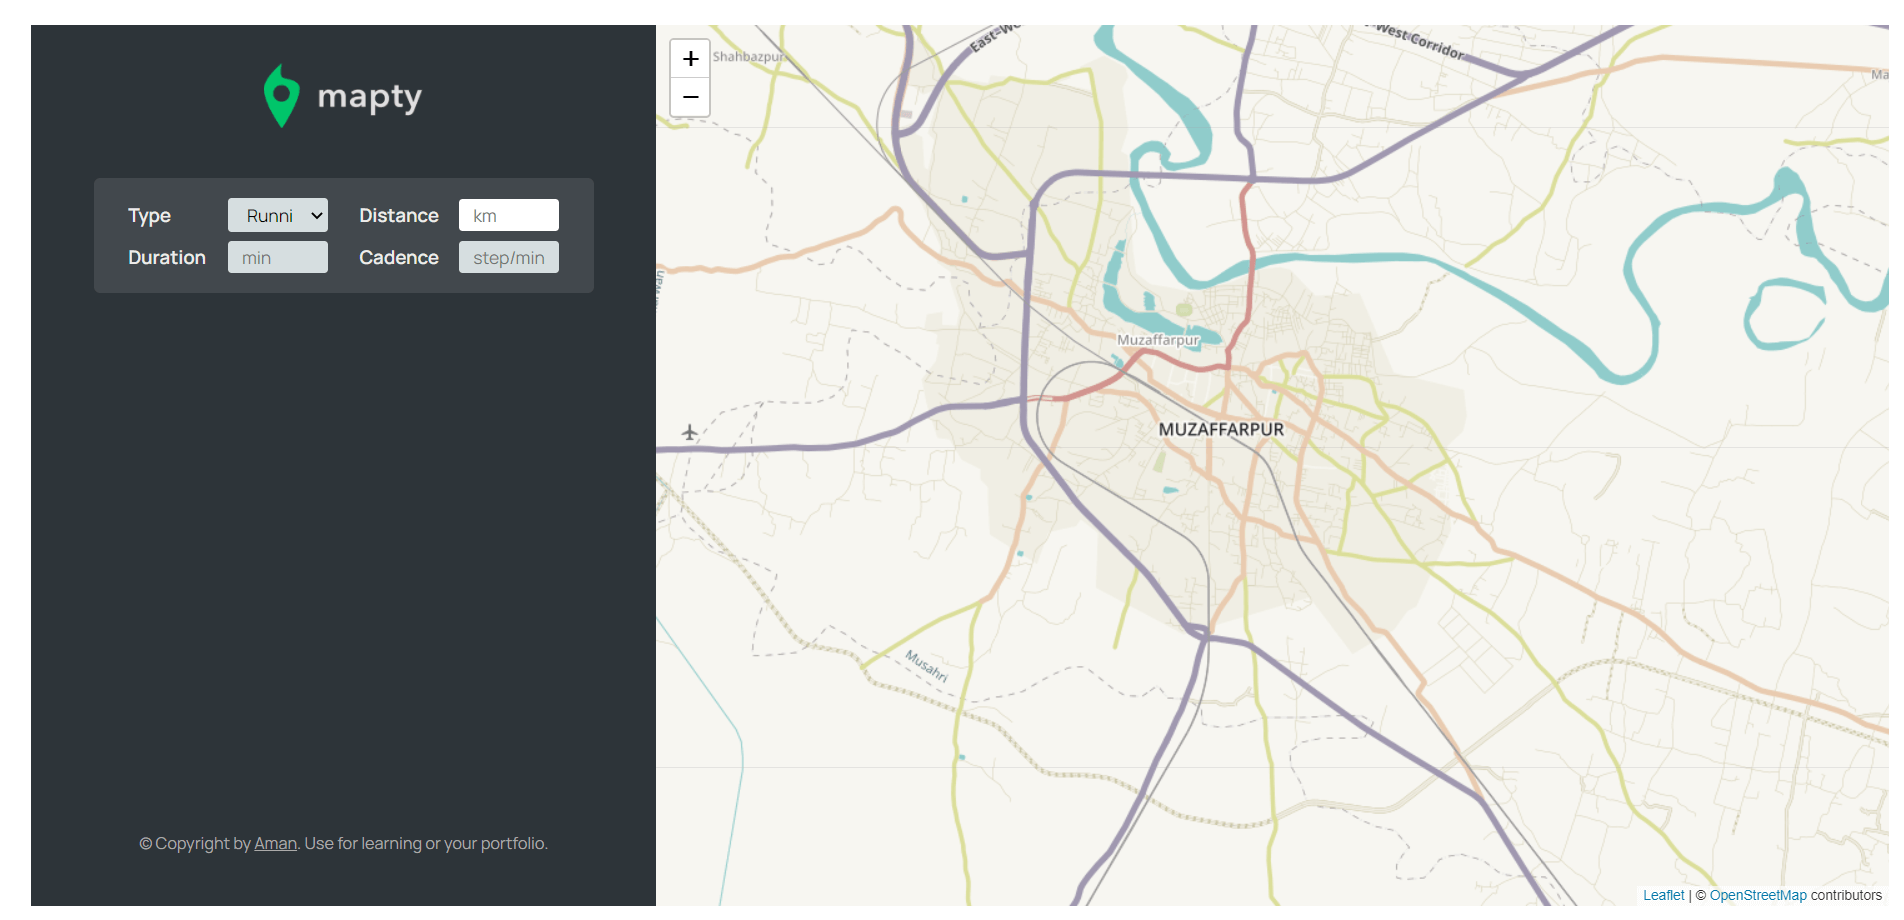 mapty
Type
Runni
Distance
km
Duration
min
Cadence
step/min
© Copyright by Aman. Use for learning or your portfolio.
+
−
Shahbazpur
East-We
West Corridor
Ma
Muzaffarpur
MUZAFFARPUR
Musahri
Leaflet | © OpenStreetMap contributors